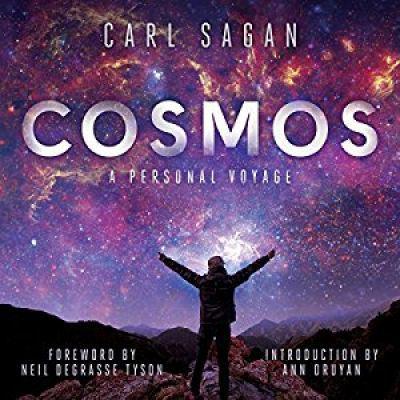 CARL SAGAN
COSMOS
A PERSONAL VOYAGE
FOREWORD BY
NEIL DEGRASSE TYSON
INTRODUCTION BY
ANN DRUYAN